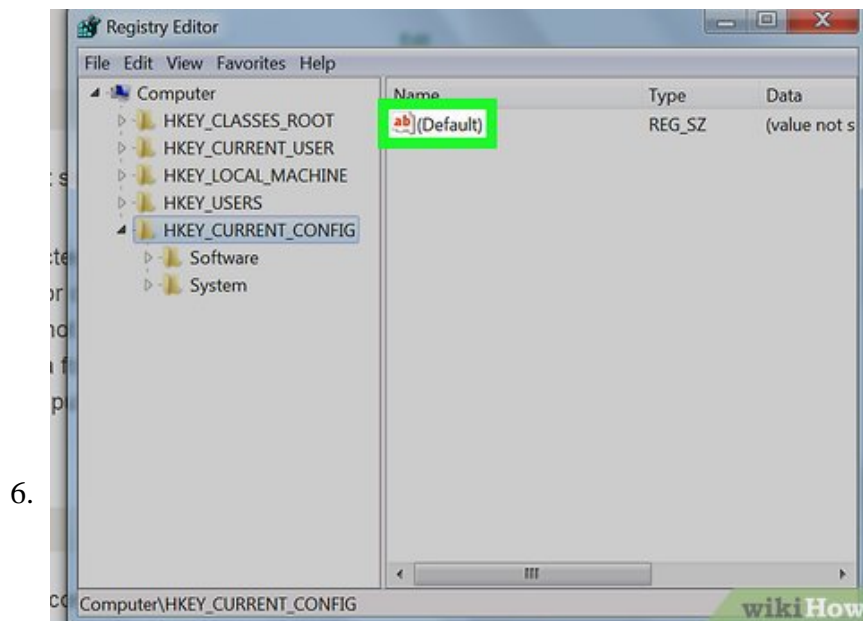 Registry Editor
File Edit View Favorites Help
Computer
HKEY_CLASSES_ROOT
HKEY_CURRENT_USER
HKEY_LOCAL_MACHINE
HKEY_USERS
HKEY_CURRENT_CONFIG
Software
System
Name Type Data
ab (Default) REG_SZ (value not s
6.
Computer\HKEY_CURRENT_CONFIG
wikiHow